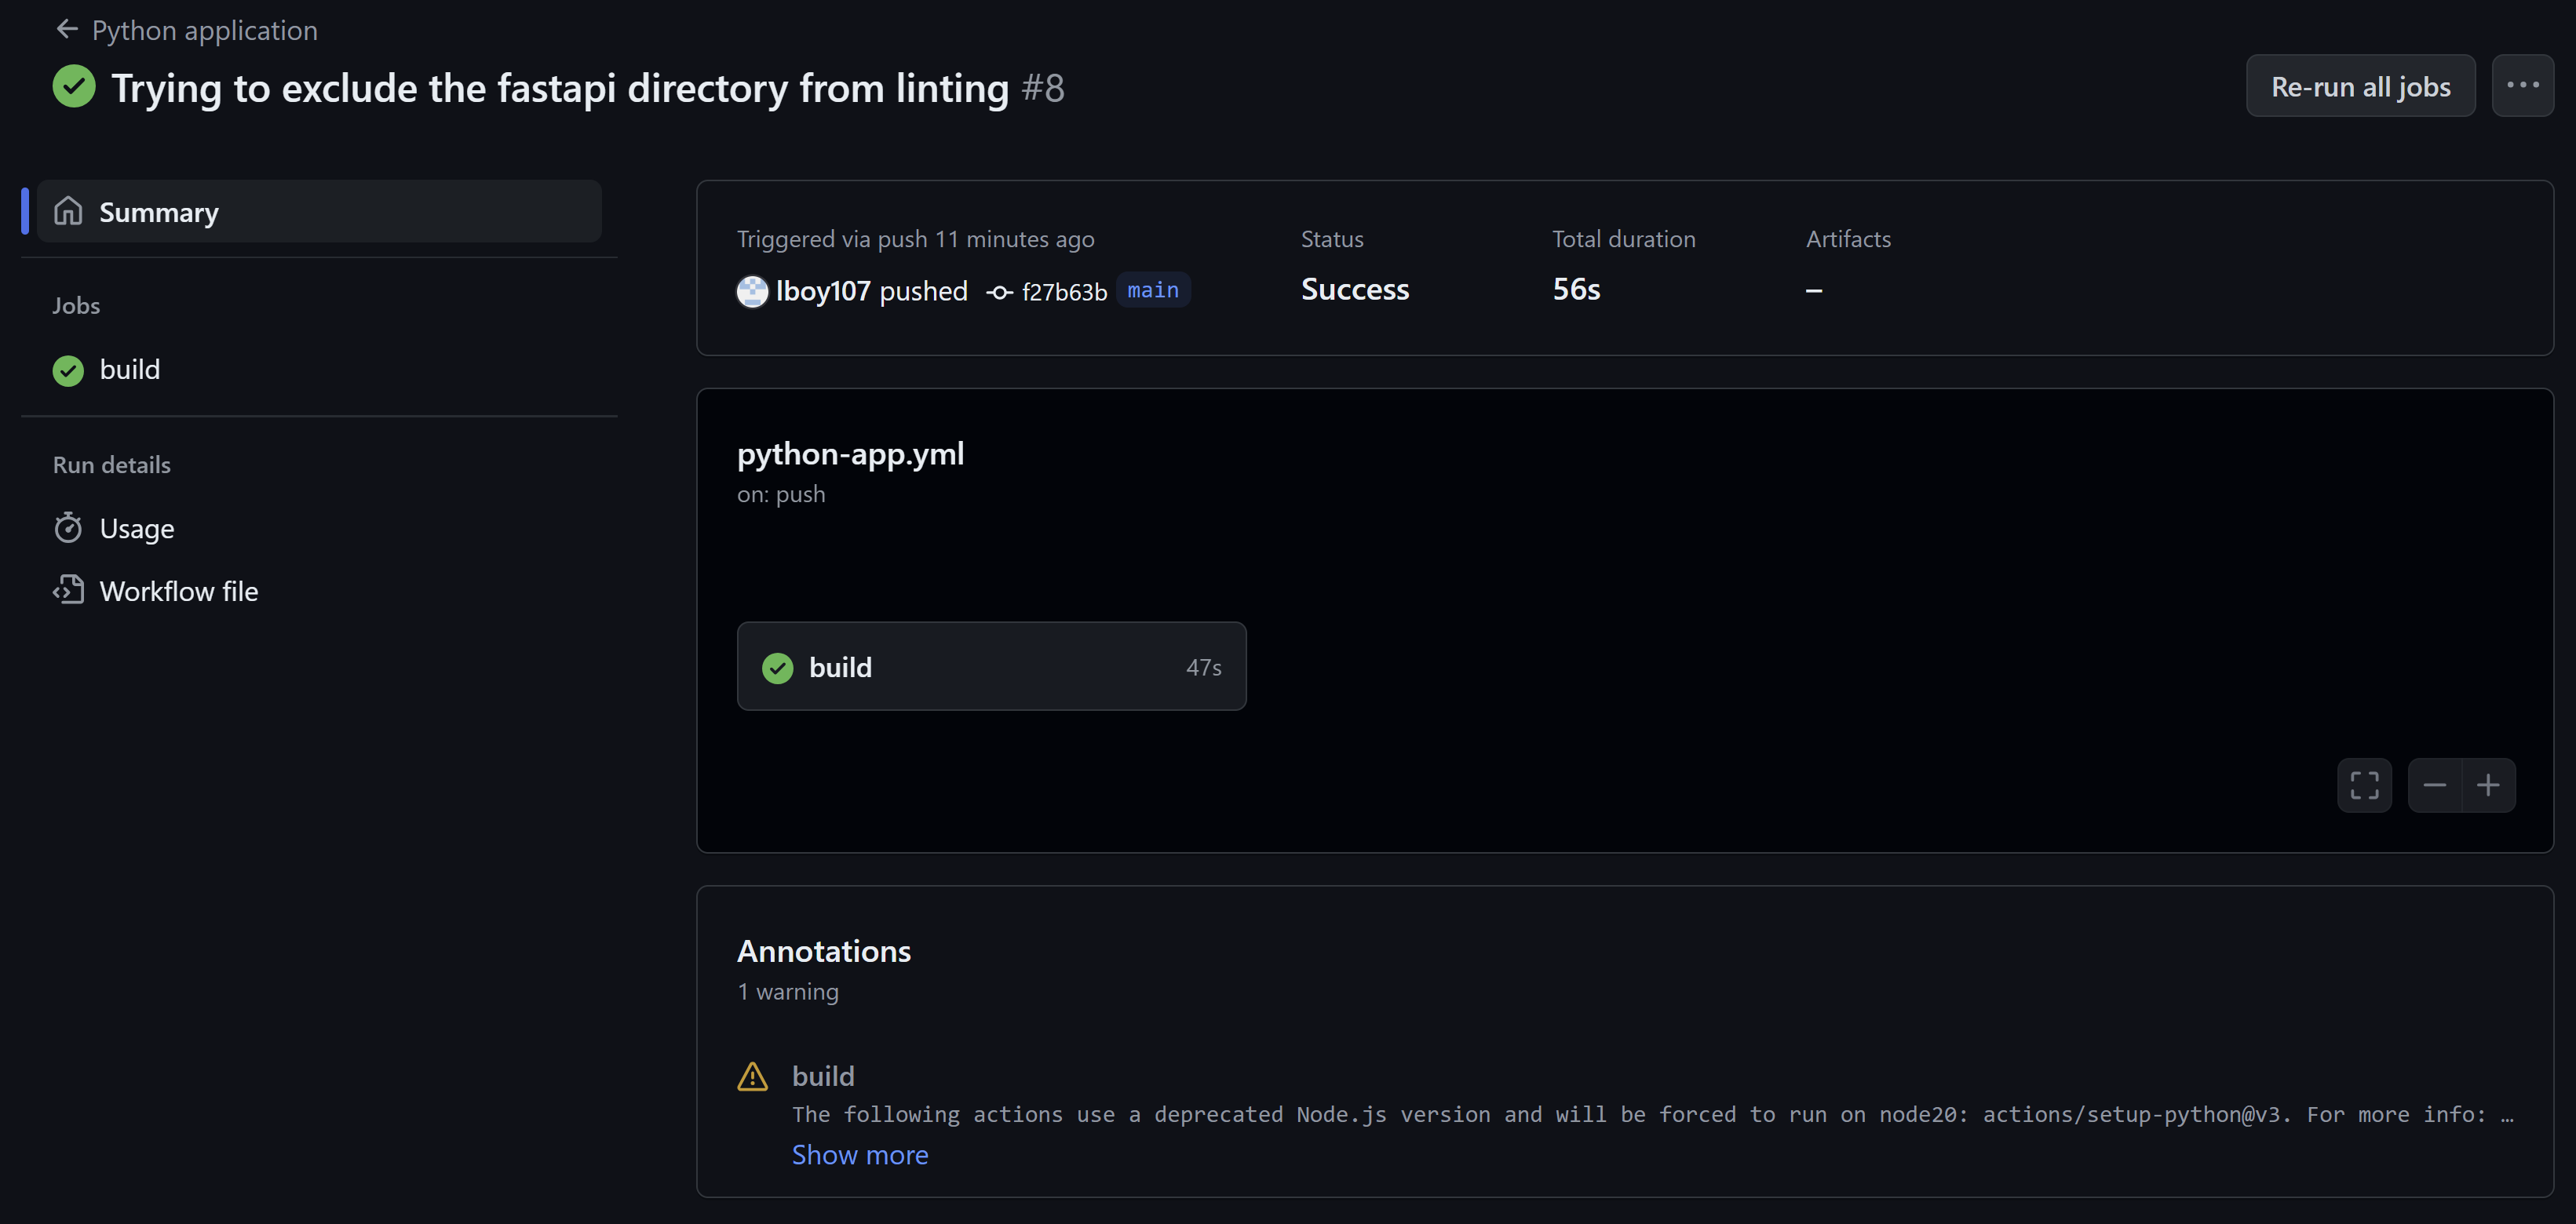 Python application
Trying to exclude the fastapi directory from linting #8
Re-run all jobs
Summary
Jobs
build
Run details
Usage
Workflow file
Triggered via push 11 minutes ago
lboy107 pushed f27b63b main
Status
Success
Total duration
56s
Artifacts
–
python-app.yml
on: push
build 47s
Annotations
1 warning
build
The following actions use a deprecated Node.js version and will be forced to run on node20: actions/setup-python@v3. For more info: …
Show more